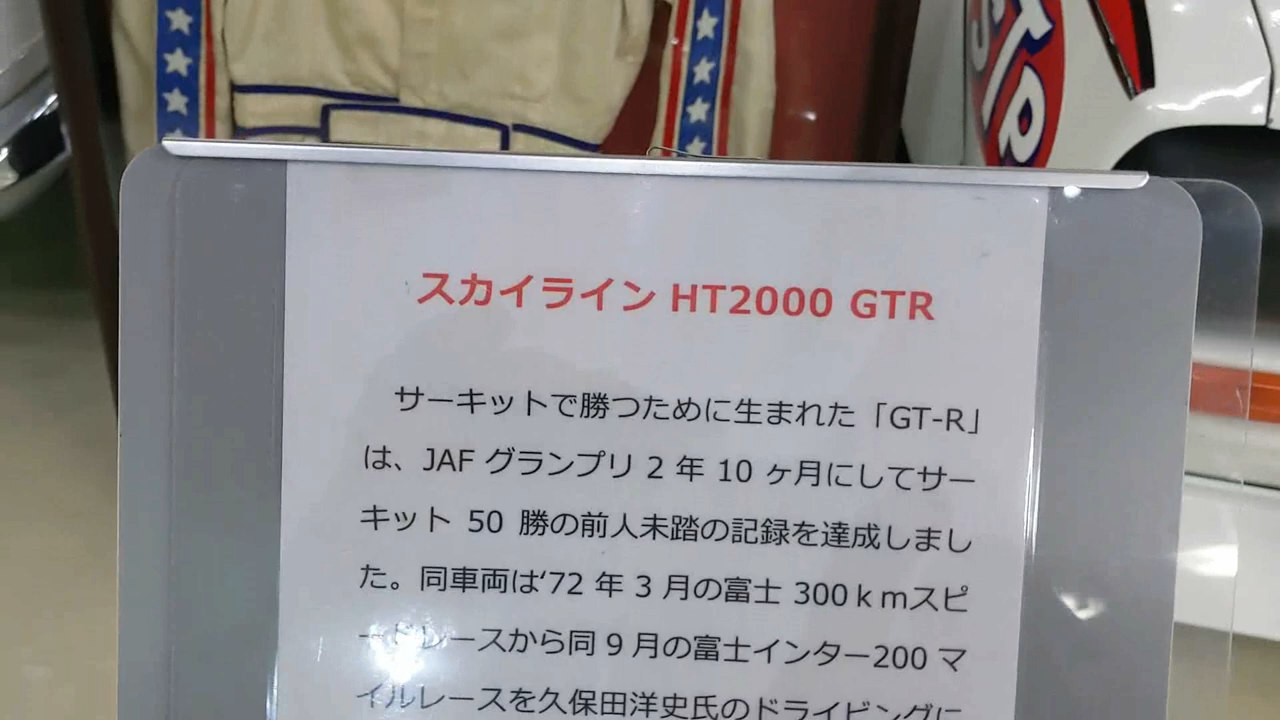 STP
スカイライン HT2000 GTR
サーキットで勝つために生まれた「GT-R」
は、JAF グランプリ 2 年 10 ヶ月にしてサー
キット 50 勝の前人未踏の記録を達成しまし
た。同車両は‘72 年 3 月の富士 300ｋｍスピ
ードレースから同 9 月の富士インター200 マ
イルレースを久保田洋史氏のドライビングに